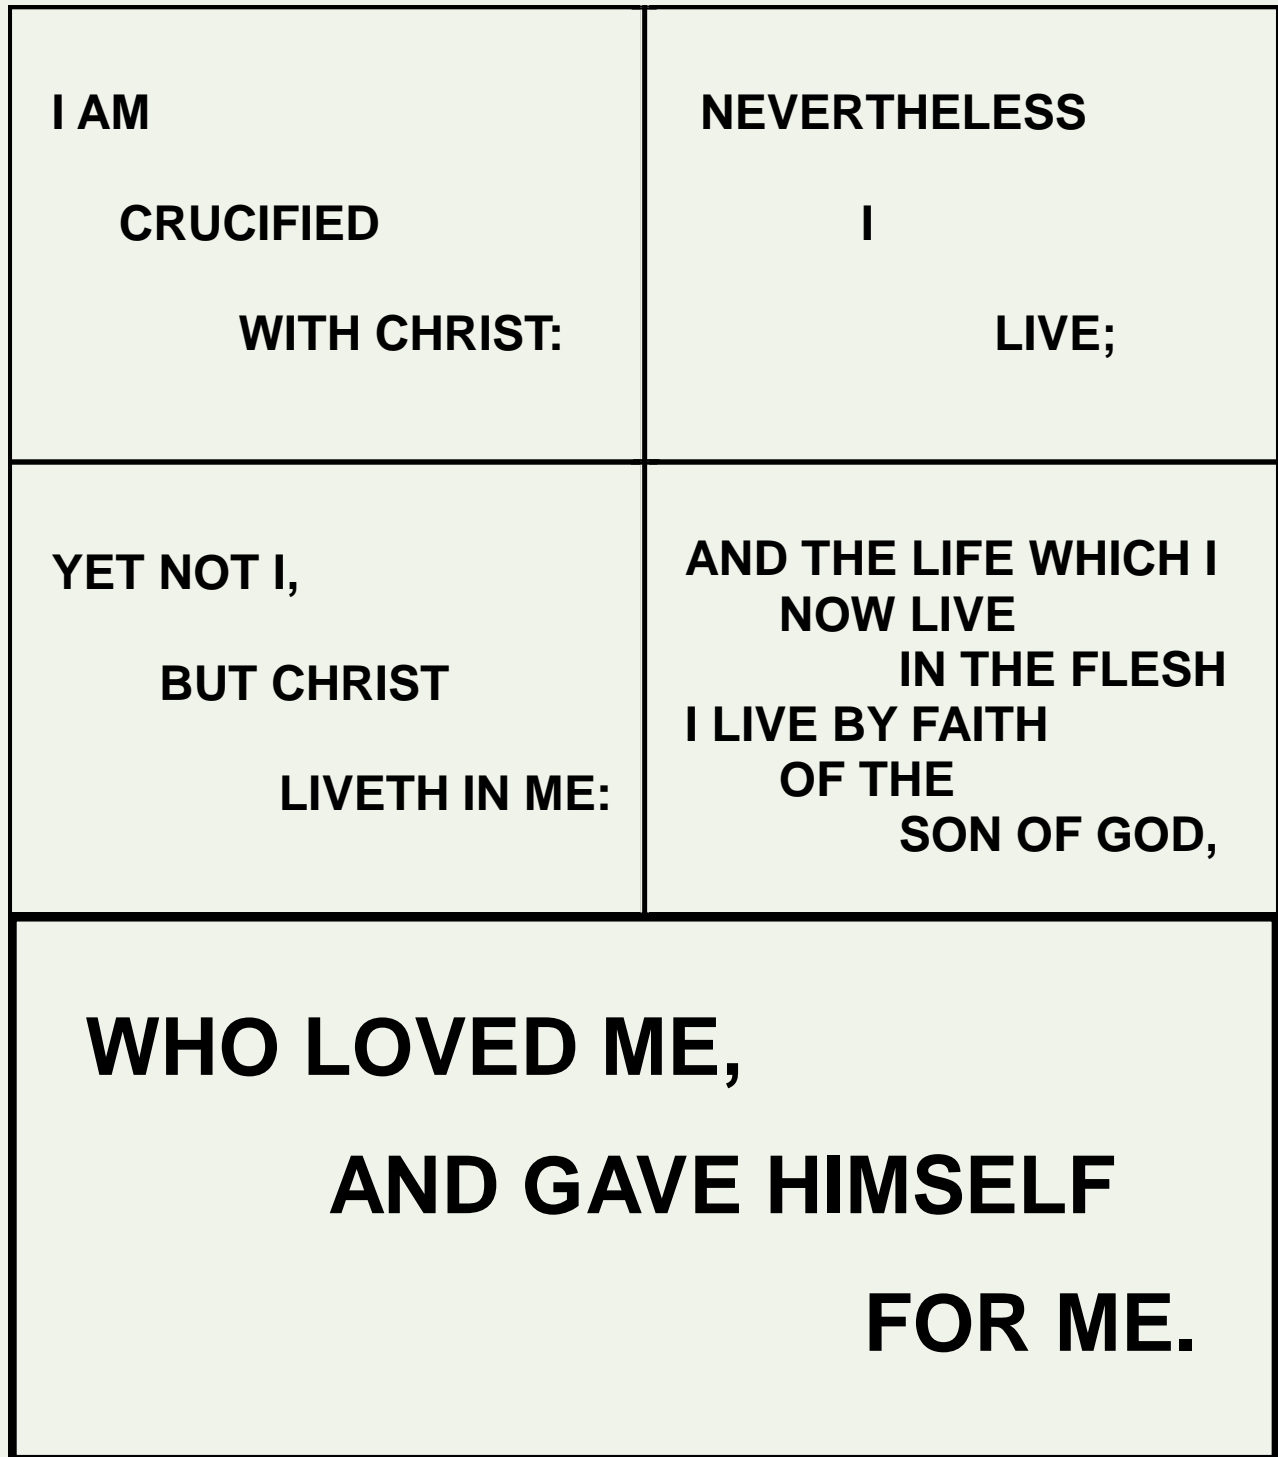 I AM
CRUCIFIED
WITH CHRIST:
NEVERTHELESS
I
LIVE;
YET NOT I,
BUT CHRIST
LIVETH IN ME:
AND THE LIFE WHICH I
NOW LIVE
IN THE FLESH
I LIVE BY FAITH
OF THE
SON OF GOD,
WHO LOVED ME,
AND GAVE HIMSELF
FOR ME.